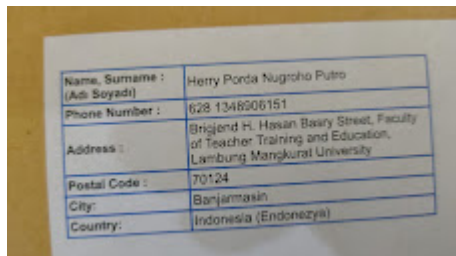 Name, Surname :
(Adı Soyadı)
Herry Porda Nugroho Putro
Phone Number :
628 1348906151
Address :
Brigjend H. Hasan Basry Street, Faculty
of Teacher Training and Education,
Lambung Mangkurat University
Postal Code :
70124
City:
Banjarmasin
Country:
Indonesia (Endonezya)